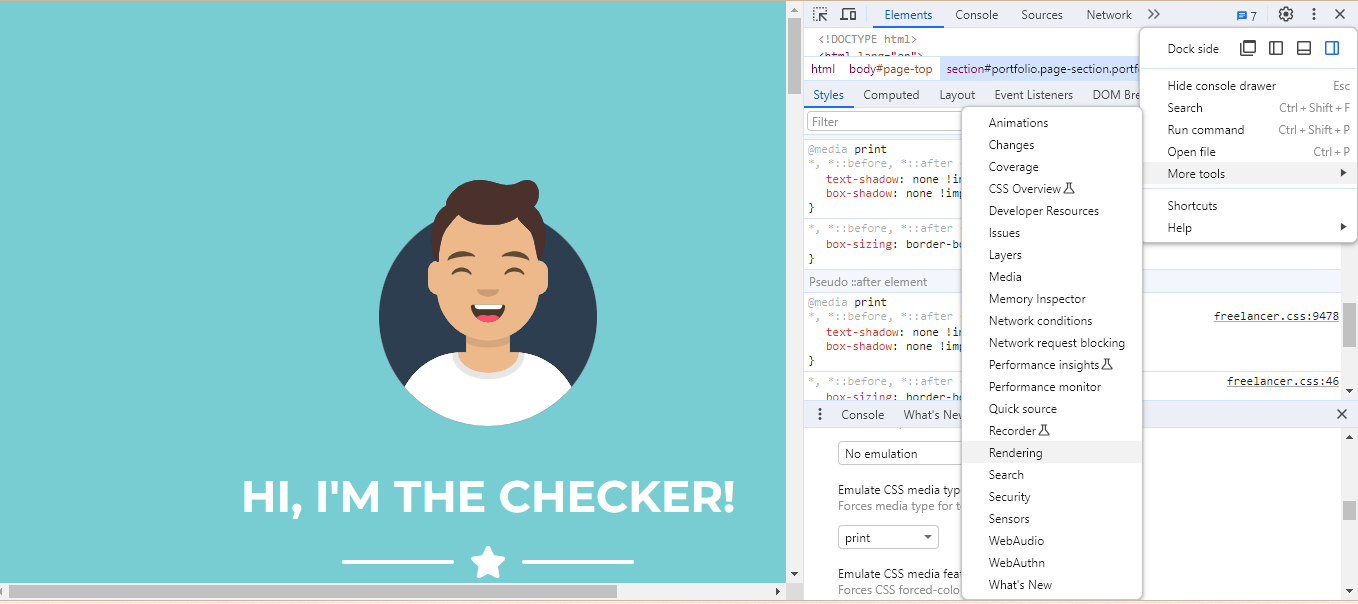 HI, I'M THE CHECKER!
Elements Console Sources Network 7
<!DOCTYPE html>
<html lang="en">
html body#page-top section#portfolio.page-section.portf
Styles Computed Layout Event Listeners DOM Bre
Filter
@media print
*, *::before, *::after
text-shadow: none !im
box-shadow: none !imp
}
*, *::before, *::after
box-sizing: border-bo
}
Pseudo ::after element
@media print
*, *::before, *::after
freelancer.css:9478
text-shadow: none !im
box-shadow: none !imp
}
*, *::before, *::after
freelancer.css:46
box-sizing: border-bo
Console What's New
No emulation
Emulate CSS media typ
Forces media type for te
print
Emulate CSS media feat
Forces CSS forced-colo
Animations
Changes
Coverage
CSS Overview
Developer Resources
Issues
Layers
Media
Memory Inspector
Network conditions
Network request blocking
Performance insights
Performance monitor
Quick source
Recorder
Rendering
Search
Security
Sensors
WebAudio
WebAuthn
What's New
Dock side
Hide console drawer Esc
Search Ctrl + Shift + F
Run command Ctrl + Shift + P
Open file Ctrl + P
More tools
Shortcuts
Help